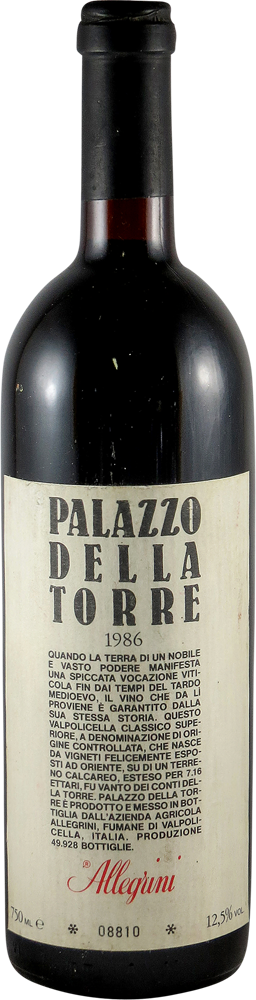 PALAZZO
DELLA
TORRE
1986
QUANDO LA TERRA DI UN NOBILE
E VASTO PODERE MANIFESTA
UNA SPICCATA VOCAZIONE VITI-
COLA FIN DAI TEMPI DEL TARDO
MEDIOEVO, IL VINO CHE DA LÌ
PROVIENE È GARANTITO DALLA
SUA STESSA STORIA. QUESTO
VALPOLICELLA CLASSICO SUPE-
RIORE, A DENOMINAZIONE DI ORI-
GINE CONTROLLATA, CHE NASCE
DA VIGNETI FELICEMENTE ESPO-
STI AD ORIENTE, SU DI UN TERRE-
NO CALCAREO, ESTESO PER 7.16
ETTARI, FU VANTO DEI CONTI DEL-
LA TORRE. PALAZZO DELLA TOR-
RE È PRODOTTO E MESSO IN BOT-
TIGLIA DALL'AZIENDA AGRICOLA
ALLEGRINI, FUMANE DI VALPOLI-
CELLA, ITALIA. PRODUZIONE
49.928 BOTTIGLIE.
® Allegrini
750 ML ℮ * 08810 * 12,5% VOL.